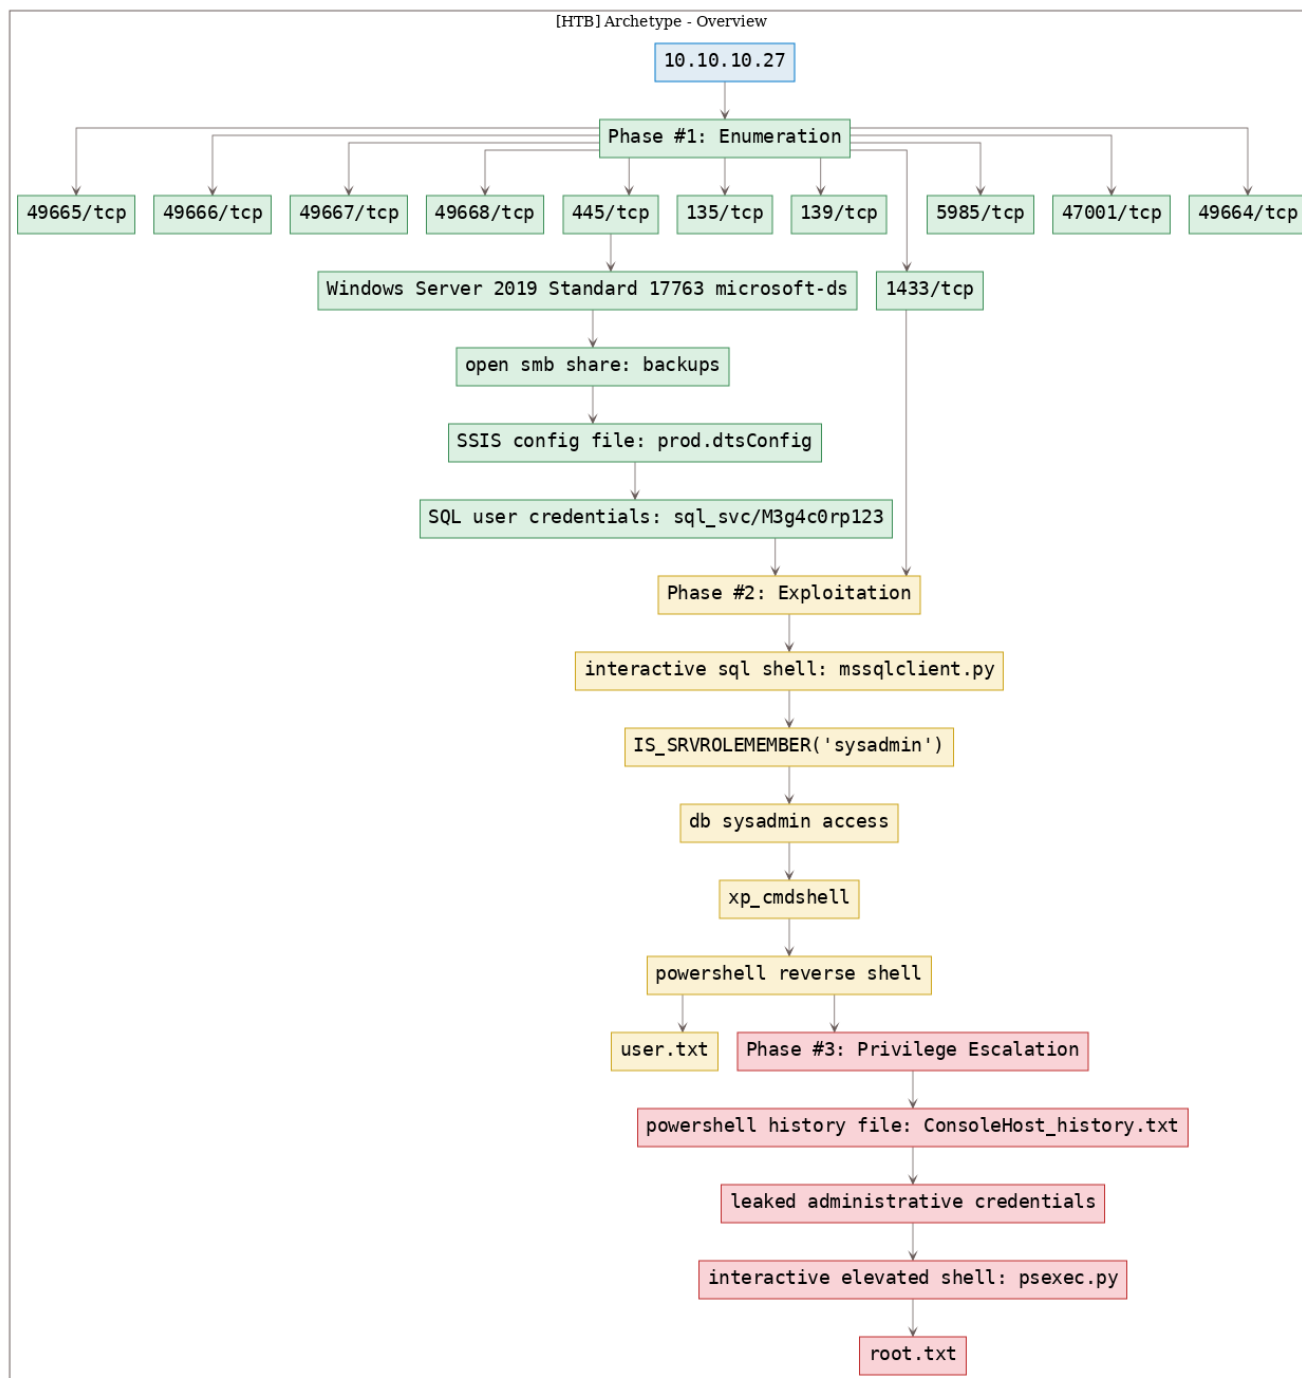 [HTB] Archetype - Overview
10.10.10.27
Phase #1: Enumeration
49665/tcp
49666/tcp
49667/tcp
49668/tcp
445/tcp
135/tcp
139/tcp
5985/tcp
47001/tcp
49664/tcp
Windows Server 2019 Standard 17763 microsoft-ds
1433/tcp
open smb share: backups
SSIS config file: prod.dtsConfig
SQL user credentials: sql_svc/M3g4c0rp123
Phase #2: Exploitation
interactive sql shell: mssqlclient.py
IS_SRVROLEMEMBER('sysadmin')
db sysadmin access
xp_cmdshell
powershell reverse shell
user.txt
Phase #3: Privilege Escalation
powershell history file: ConsoleHost_history.txt
leaked administrative credentials
interactive elevated shell: psexec.py
root.txt